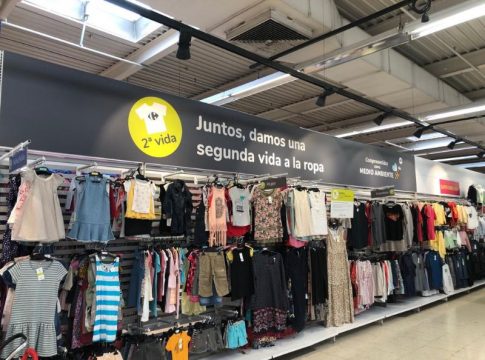 2ª vida
Juntos, damos una
segunda vida a la ropa
Comprometidos
con el
MEDIO AMBIENTE